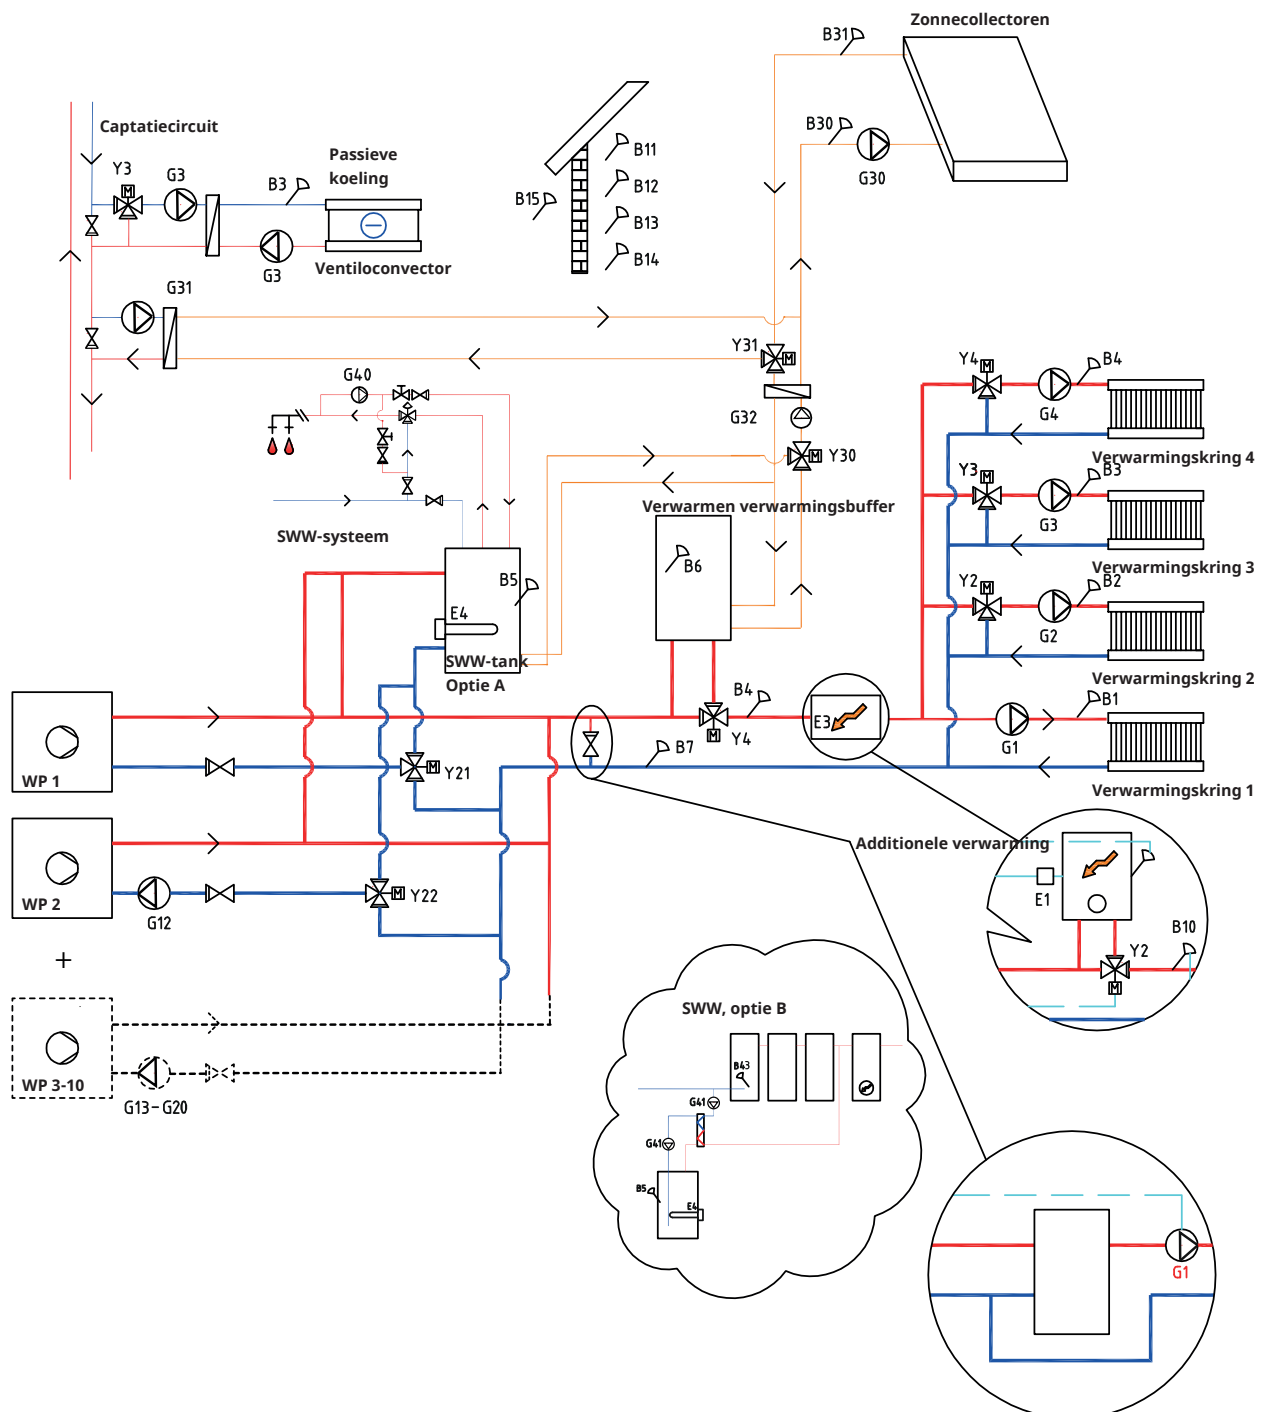 Zonnecollectoren
B31
Captatiecircuit
B30
G30
Y3
G3
B3
Passieve
koeling
B11
B12
B15
B13
B14
G3
Ventiloconvector
G31
Y31
M
G40
G32
Y30
M
Y4
M
B4
G4
Verwarmingskring 4
Y3
M
B3
G3
Verwarmingskring 3
Y2
M
B2
G2
Verwarmingskring 2
B1
G1
Verwarmingskring 1
SWW-systeem
Verwarmen verwarmingsbuffer
B6
B5
E4
SWW-tank
Optie A
B4
Y4
M
E3
B7
WP 1
Y21
M
WP 2
G12
Y22
M
+
WP 3-10
G13-G20
Additionele verwarming
E1
B10
Y2
M
SWW, optie B
B43
G41
G41
B5
E4
G1